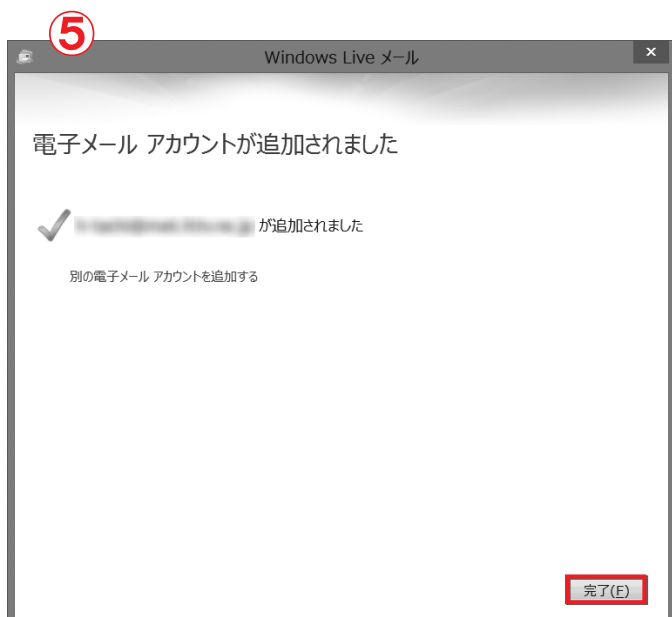 ⑤
Windows Live メール
電子メール アカウントが追加されました
が追加されました
別の電子メール アカウントを追加する
完了(F)